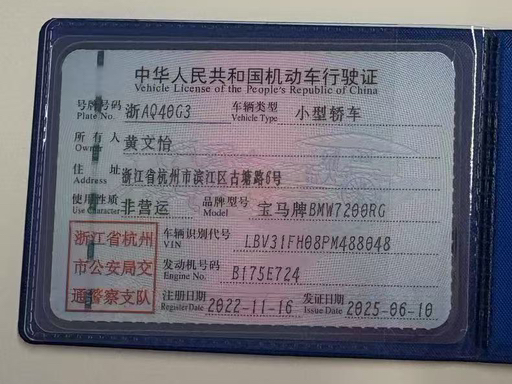 中华人民共和国机动车行驶证
Vehicle License of the People's Republic of China
号牌号码 浙AQ40G3 车辆类型 小型轿车
Plate No. Vehicle Type
所有人 黄文怡
Owner
住址 浙江省杭州市滨江区古塘路6号
Address
使用性质 非营运 品牌型号 宝马牌BMW7200RG
Use Character Model
浙江省杭州
市公安局交
通警察支队
车辆识别代号 LBV31FH08PM488048
VIN
发动机号码 B175E724
Engine No.
注册日期 2022-11-16 发证日期 2025-06-10
Register Date Issue Date